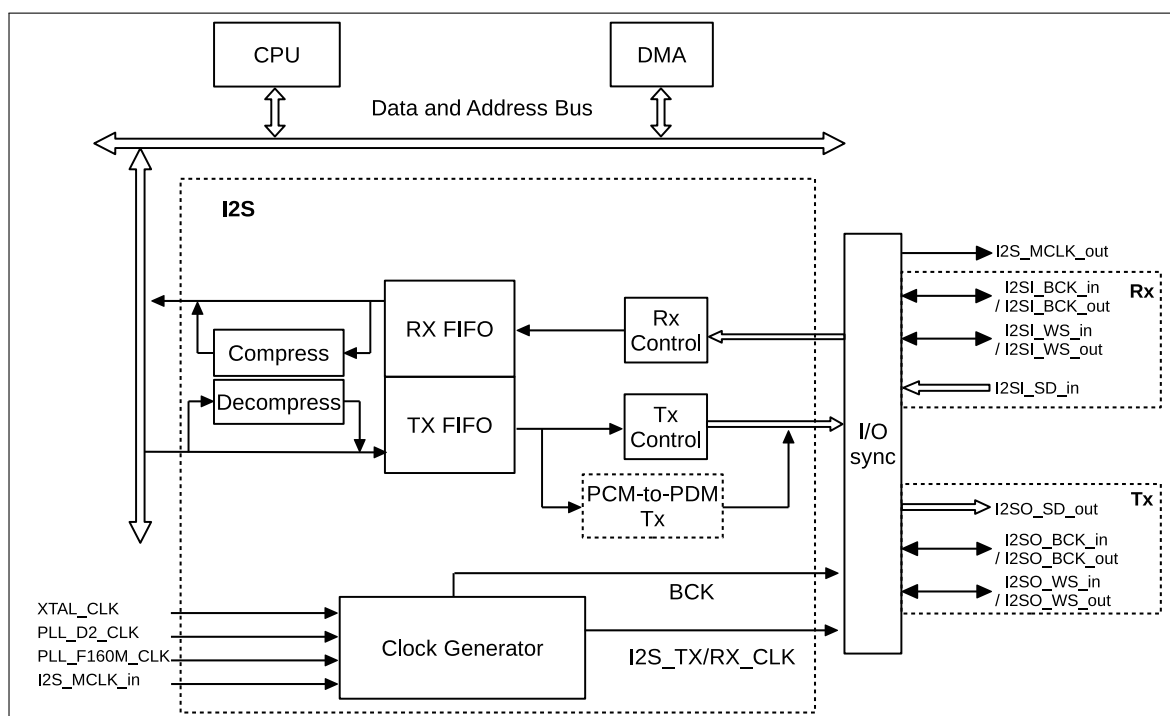 CPU
DMA
Data and Address Bus
I2S
I2S_MCLK_out
I2SI_BCK_in
/ I2SI_BCK_out
Rx
I2SI_WS_in
/ I2SI_WS_out
I2SI_SD_in
RX FIFO
Rx
Control
Compress
Decompress
TX FIFO
Tx
Control
PCM-to-PDM
Tx
I/O
sync
Tx
I2SO_SD_out
I2SO_BCK_in
/ I2SO_BCK_out
I2SO_WS_in
/ I2SO_WS_out
BCK
XTAL_CLK
PLL_D2_CLK
PLL_F160M_CLK
I2S_MCLK_in
Clock Generator
I2S_TX/RX_CLK